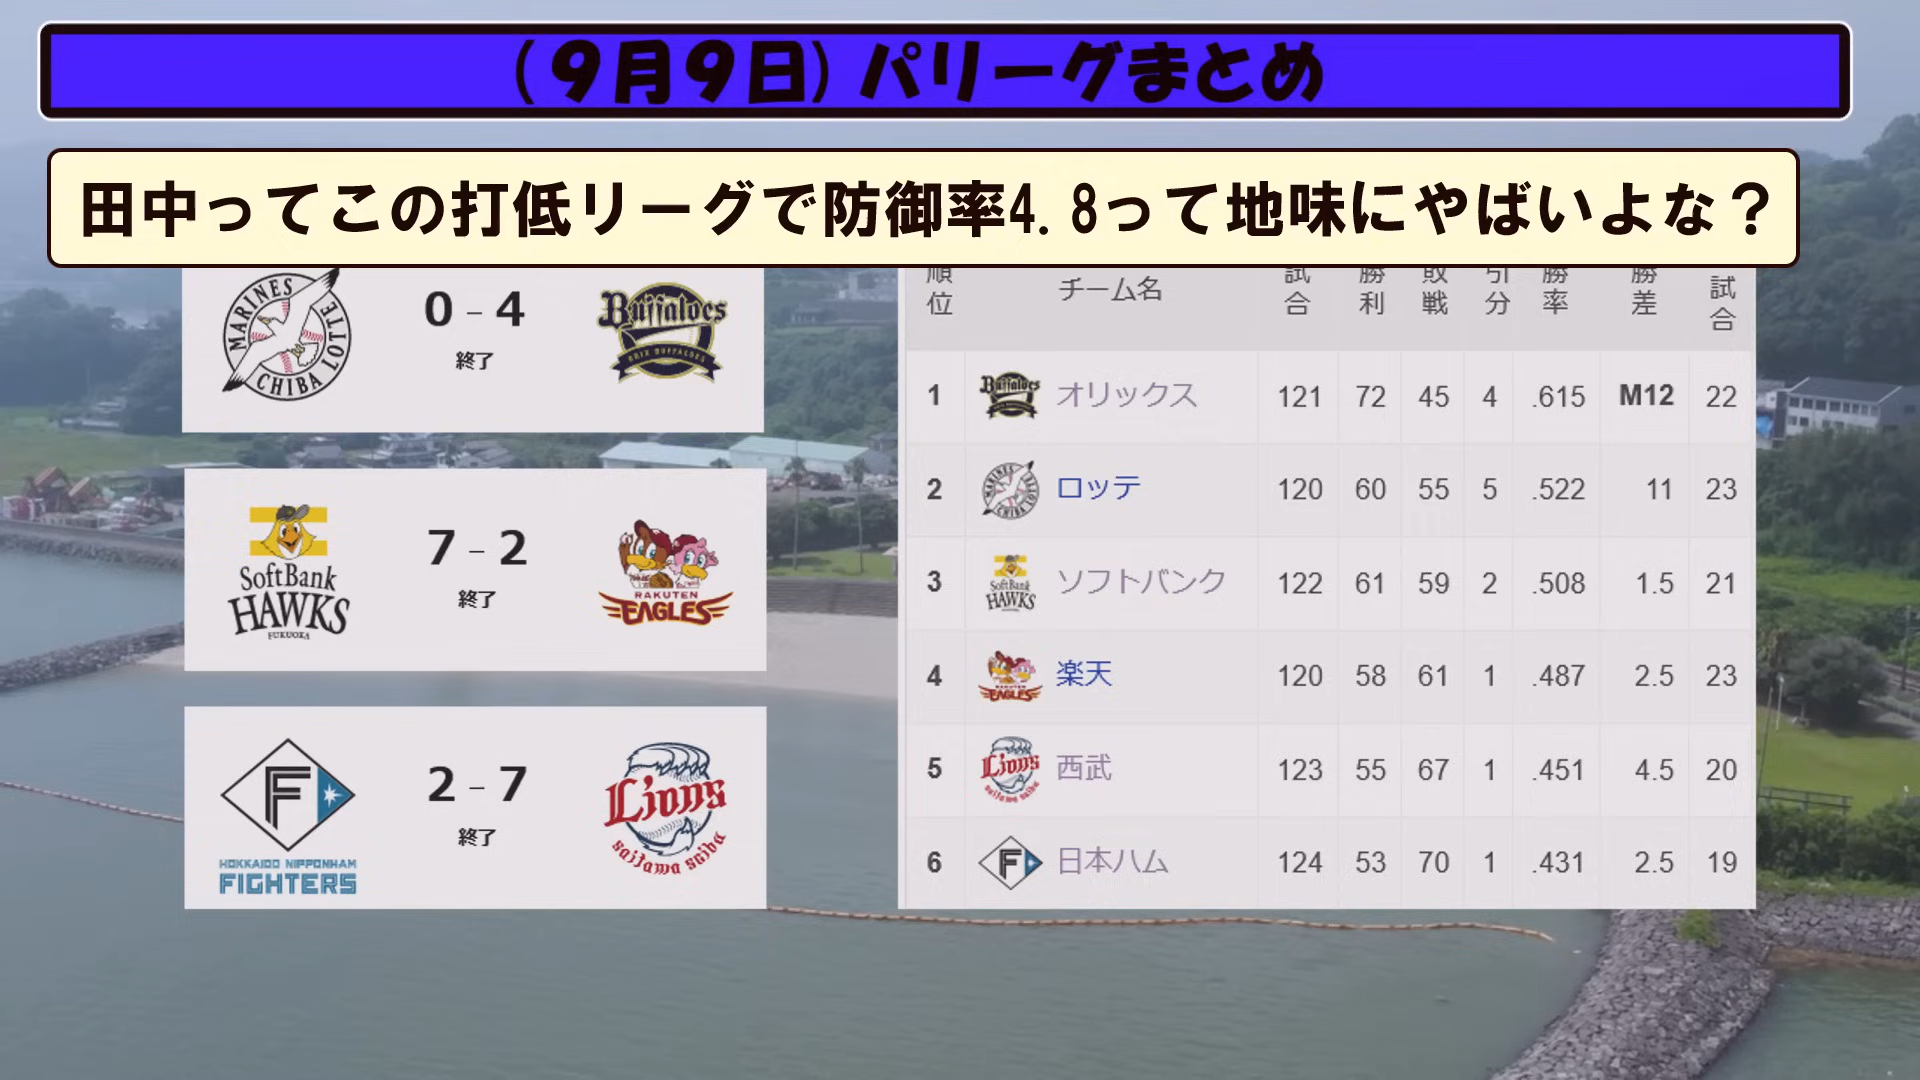 (9月9日) パリーグまとめ
田中ってこの打低リーグで防御率4.8って地味にやばいよな？
MARINES CHIBA LOTTE
0 - 4
終了
Buffaloes
ORIX BUFFALOES
SoftBank
HAWKS
FUKUOKA
7 - 2
終了
RAKUTEN
EAGLES
F
HOKKAIDO NIPPONHAM
FIGHTERS
2 - 7
終了
Lions
saitama seibu
順位 チーム名 試合 勝利 敗戦 引分 勝率 勝差 試合
1 オリックス 121 72 45 4 .615 M12 22
2 ロッテ 120 60 55 5 .522 11 23
3 ソフトバンク 122 61 59 2 .508 1.5 21
4 楽天 120 58 61 1 .487 2.5 23
5 西武 123 55 67 1 .451 4.5 20
6 日本ハム 124 53 70 1 .431 2.5 19